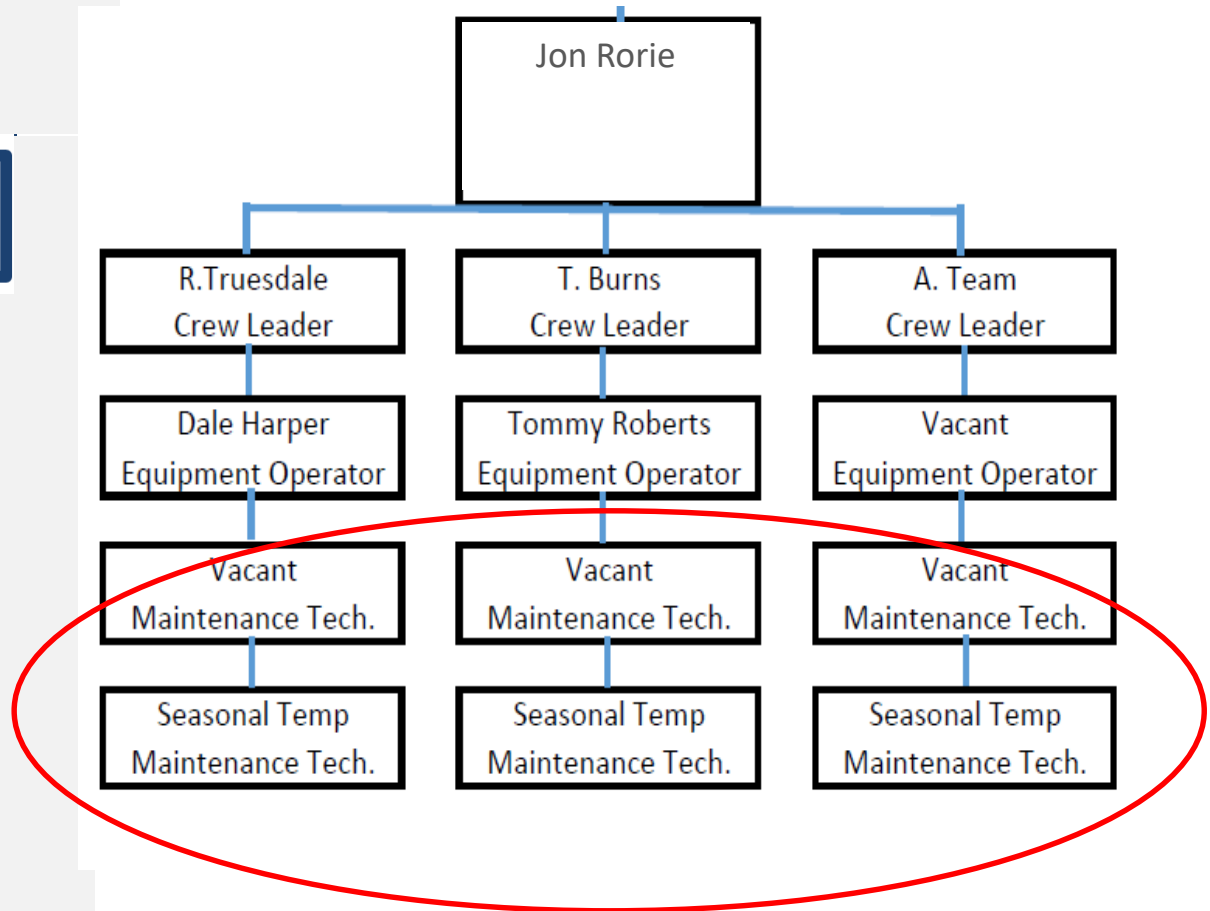 Jon Rorie
R.Truesdale
Crew Leader
T. Burns
Crew Leader
A. Team
Crew Leader
Dale Harper
Equipment Operator
Tommy Roberts
Equipment Operator
Vacant
Equipment Operator
Vacant
Maintenance Tech.
Vacant
Maintenance Tech.
Vacant
Maintenance Tech.
Seasonal Temp
Maintenance Tech.
Seasonal Temp
Maintenance Tech.
Seasonal Temp
Maintenance Tech.